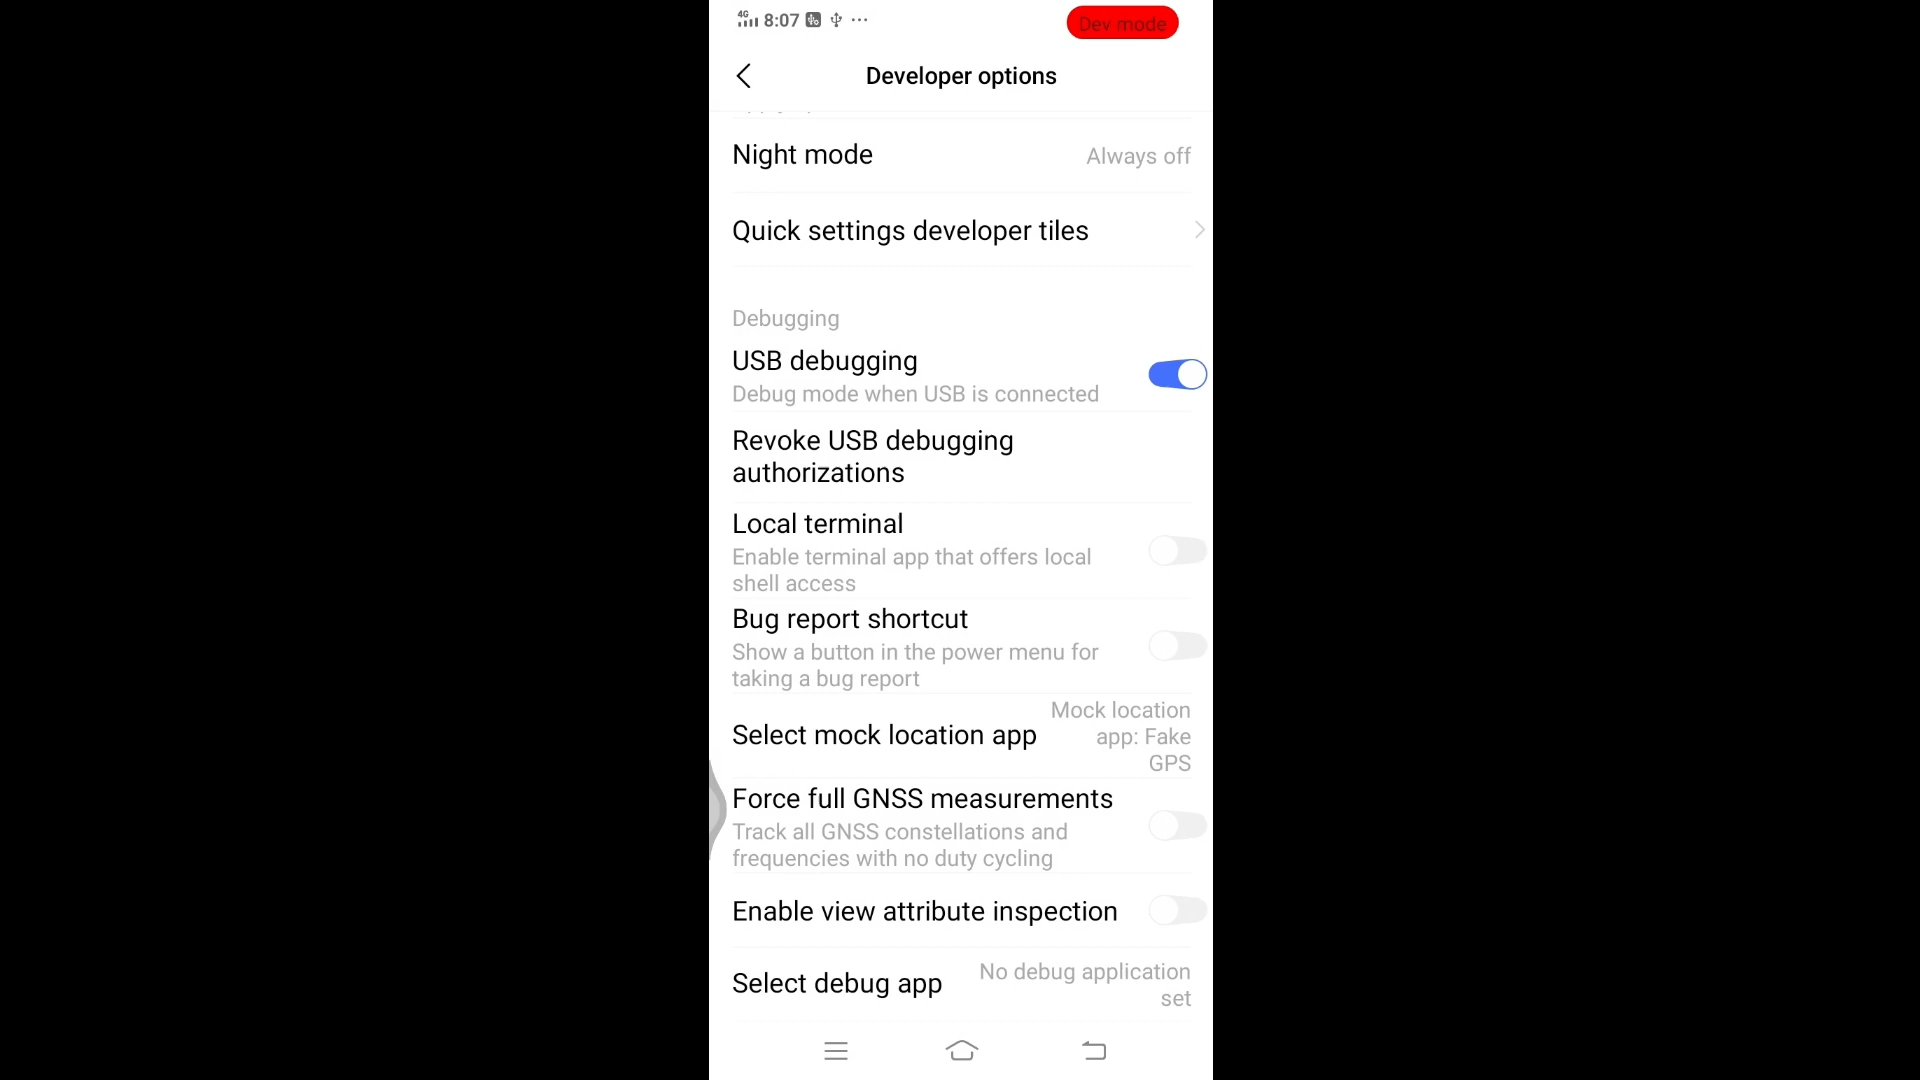 4G 8:07 ...
Dev mode
Developer options
Night mode
Always off
Quick settings developer tiles
Debugging
USB debugging
Debug mode when USB is connected
Revoke USB debugging
authorizations
Local terminal
Enable terminal app that offers local
shell access
Bug report shortcut
Show a button in the power menu for
taking a bug report
Select mock location app
Mock location
app: Fake
GPS
Force full GNSS measurements
Track all GNSS constellations and
frequencies with no duty cycling
Enable view attribute inspection
Select debug app
No debug application
set